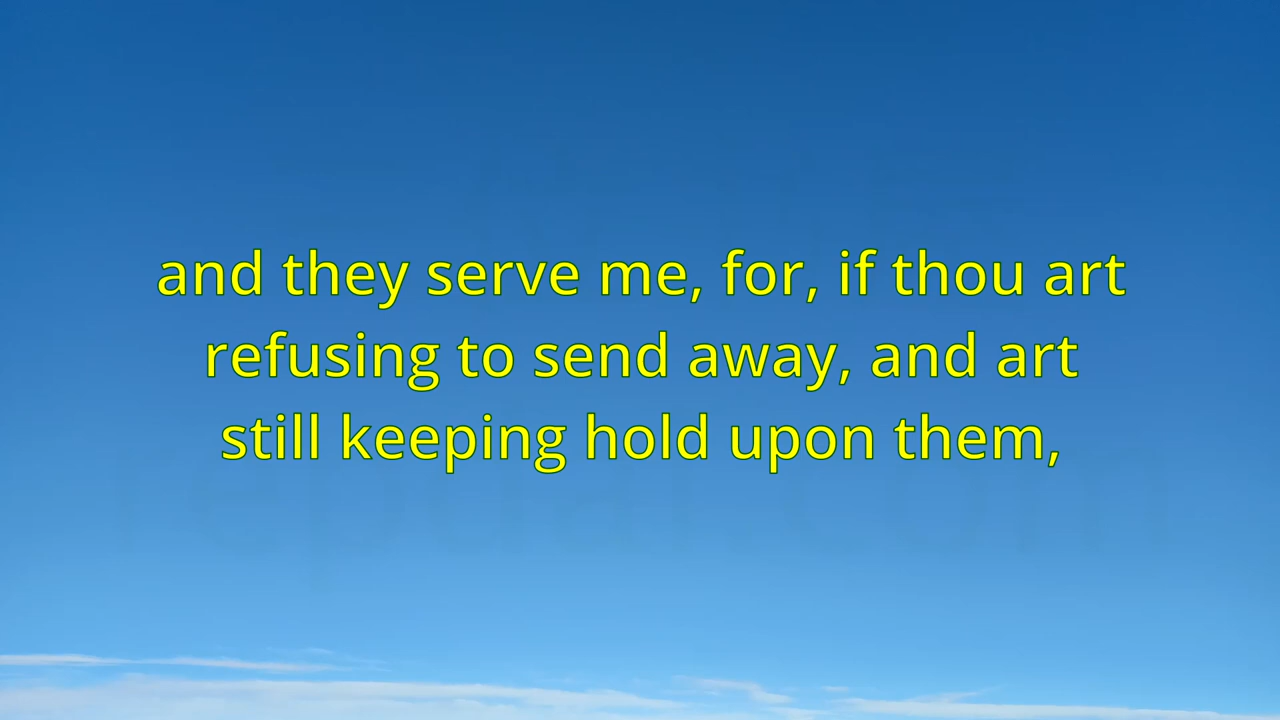 and they serve me, for, if thou art
refusing to send away, and art
still keeping hold upon them,